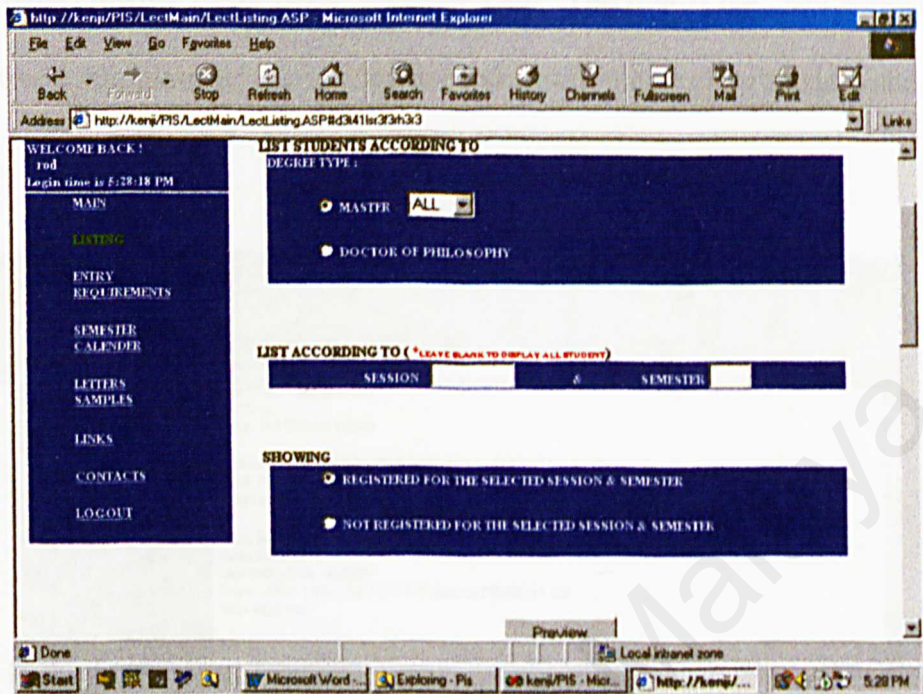 http://kenji/PIS/LectMain/LectListing.ASP - Microsoft Internet Explorer
File Edit View Go Favorites Help
Back Forward Stop Refresh Home Search Favorites History Channels Fullscreen Mail Print Edit
Address http://kenji/PIS/LectMain/LectListing.ASP#d3t41lsr3f3rh3r3 Links
WELCOME BACK !
rod
Login time is 5:28:18 PM
MAIN
LISTING
ENTRY
REQUIREMENTS
SEMESTER
CALENDER
LETTERS
SAMPLES
LINKS
CONTACTS
LOGOUT
LIST STUDENTS ACCORDING TO
DEGREE TYPE :
MASTER ALL
DOCTOR OF PHILOSOPHY
LIST ACCORDING TO ( *LEAVE BLANK TO DISPLAY ALL STUDENT)
SESSION & SEMESTER
SHOWING
REGISTERED FOR THE SELECTED SESSION & SEMESTER
NOT REGISTERED FOR THE SELECTED SESSION & SEMESTER
Preview
Done Local intranet zone
Start Microsoft Word -... Exploring - Pis kenji/PIS - Micr... http://kenji/... 5:28 PM
Malaya